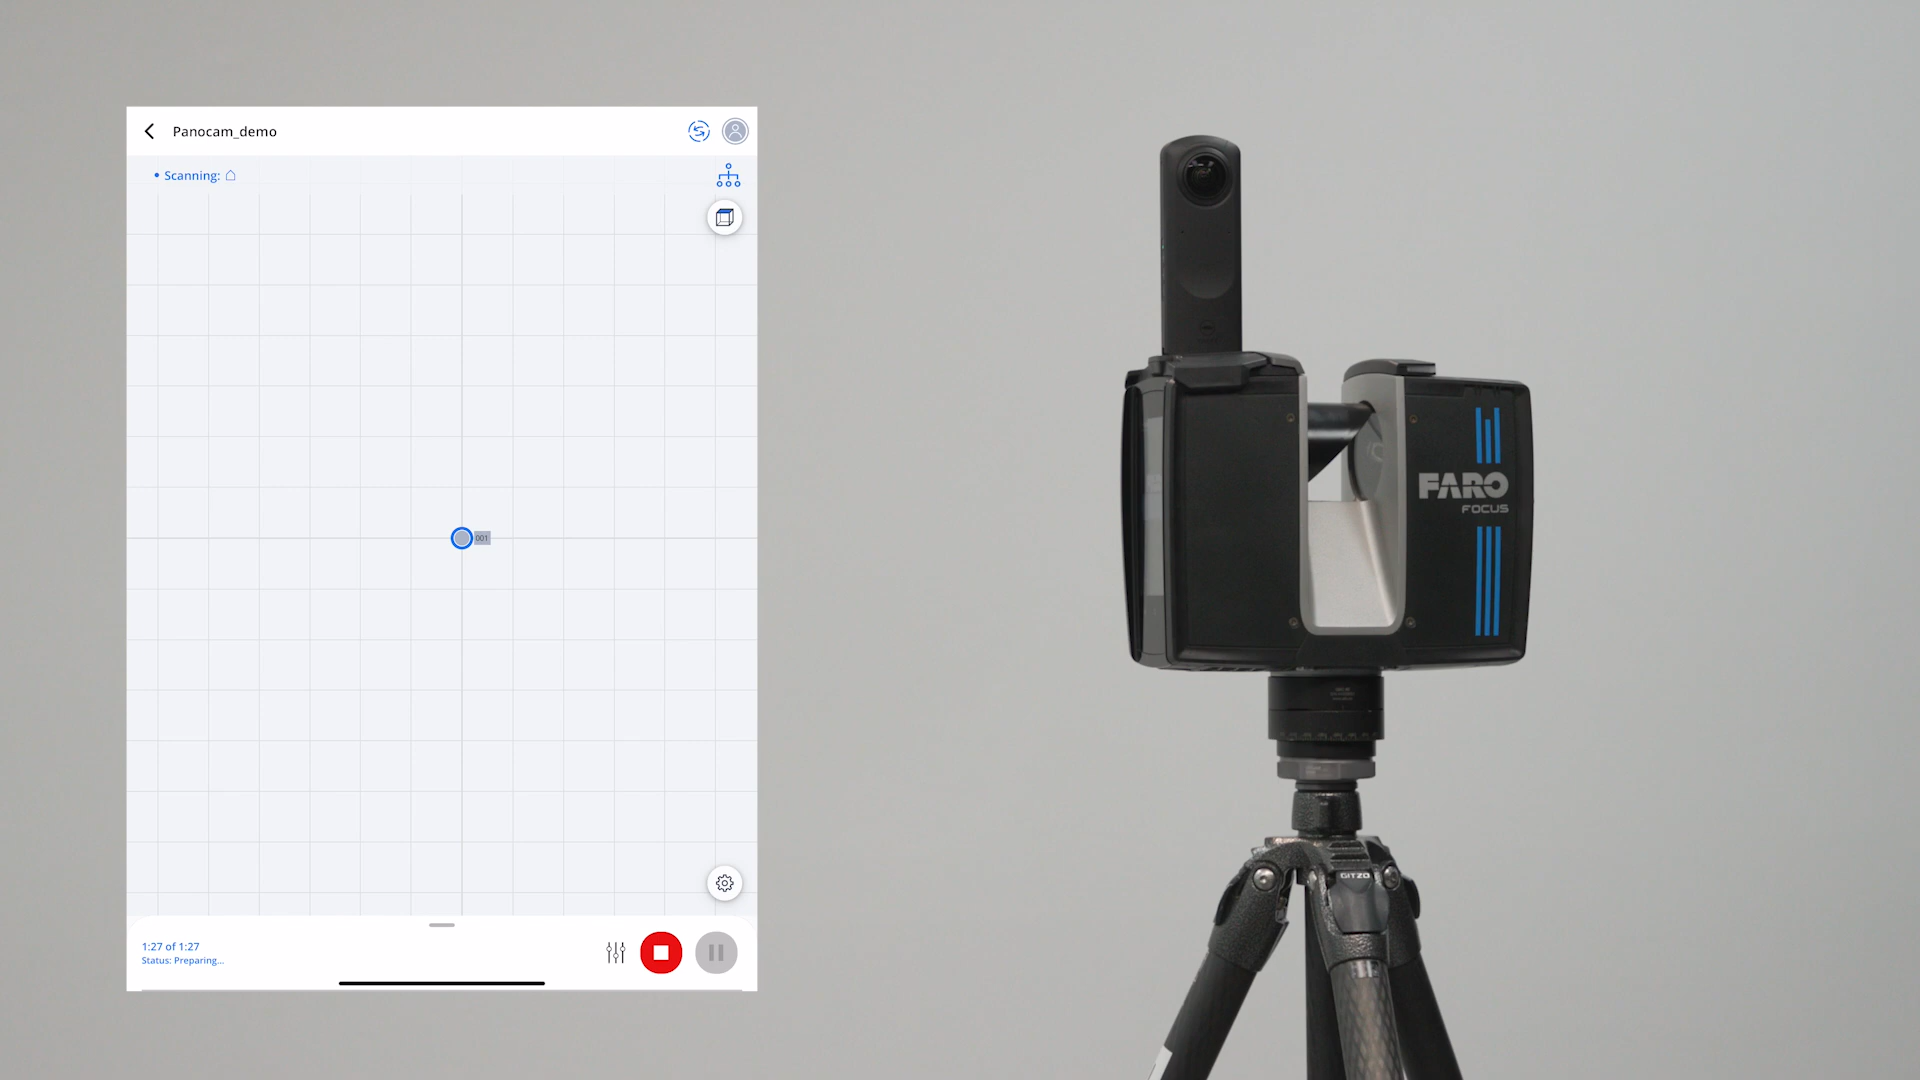 Panocam_demo
Scanning:
001
1:27 of 1:27
Status: Preparing...
FARO
FOCUS
GITZO